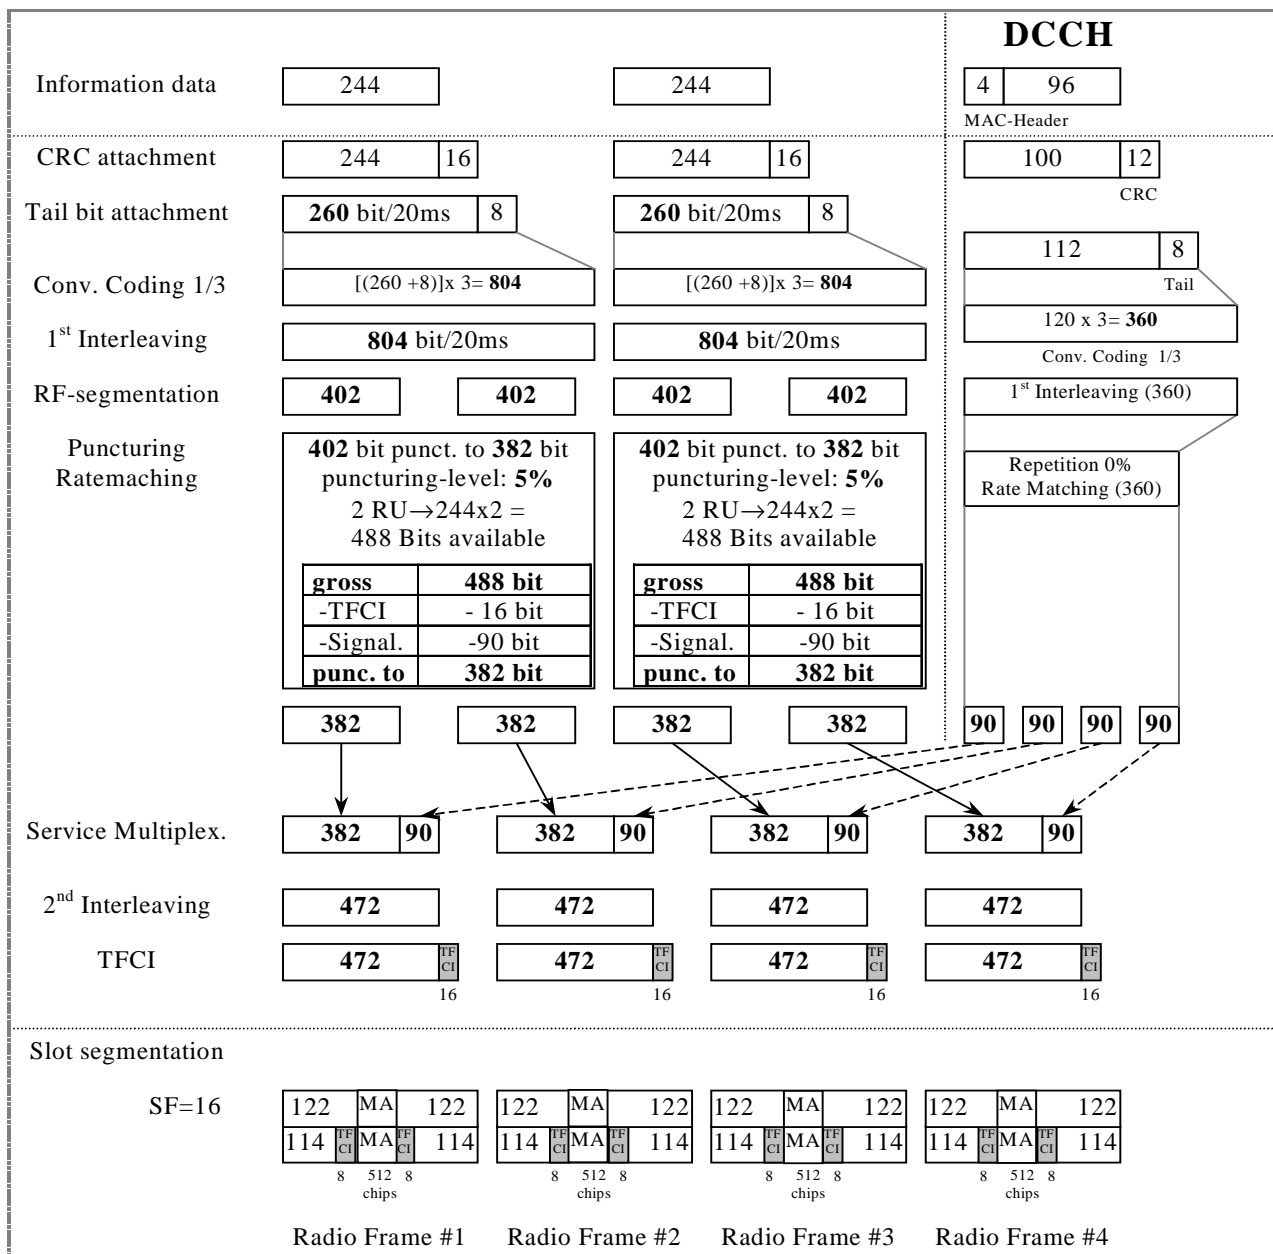 DCCH
Information data 244 244 4 96
MAC-Header
CRC attachment 244 16 244 16 100 12
CRC
Tail bit attachment 260 bit/20ms 8 260 bit/20ms 8
112 8
Tail
Conv. Coding 1/3 [(260 +8)]x 3= 804 [(260 +8)]x 3= 804
120 x 3= 360
Conv. Coding 1/3
1st Interleaving 804 bit/20ms 804 bit/20ms
RF-segmentation 402 402 402 402 1st Interleaving (360)
Puncturing 402 bit punct. to 382 bit 402 bit punct. to 382 bit
Ratemaching puncturing-level: 5% puncturing-level: 5%
Repetition 0%
Rate Matching (360)
2 RU→244x2 = 2 RU→244x2 =
488 Bits available 488 Bits available
gross 488 bit gross 488 bit
-TFCI - 16 bit -TFCI - 16 bit
-Signal. -90 bit -Signal. -90 bit
punc. to 382 bit punc. to 382 bit
382 382 382 382 90 90 90 90
Service Multiplex. 382 90 382 90 382 90 382 90
2nd Interleaving 472 472 472 472
TFCI 472 TF CI 472 TF CI 472 TF CI 472 TF CI
16 16 16 16
Slot segmentation
SF=16 122 MA 122 122 MA 122 122 MA 122 122 MA 122
114 TF CI MA TF CI 114 114 TF CI MA TF CI 114 114 TF CI MA TF CI 114 114 TF CI MA TF CI 114
8 512 8 8 512 8 8 512 8 8 512 8
chips chips chips chips
Radio Frame #1 Radio Frame #2 Radio Frame #3 Radio Frame #4